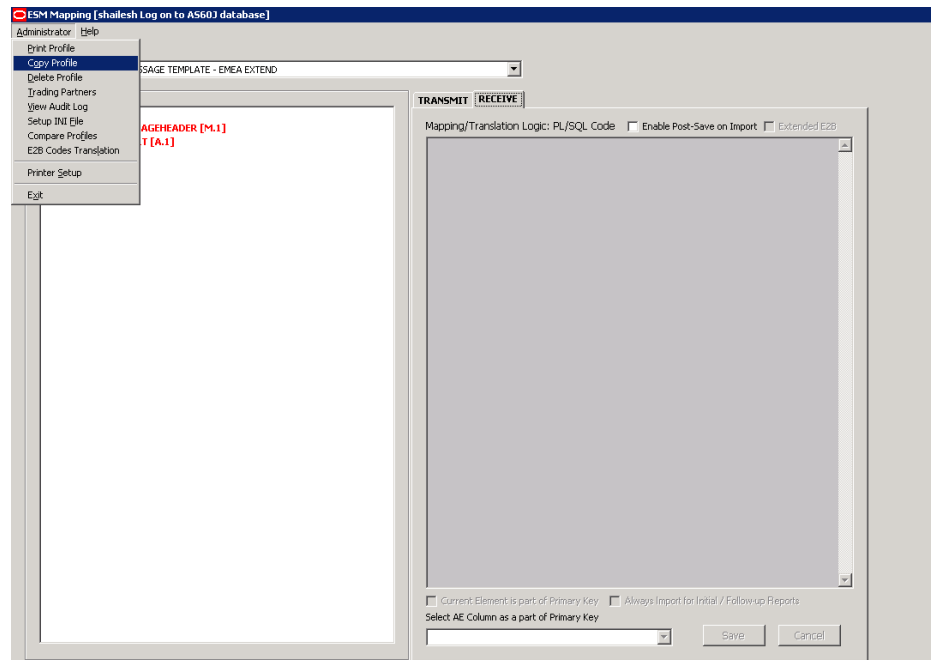 ESM Mapping [shailesh Log on to AS60J database]
Administrator Help
Print Profile
Copy Profile
Delete Profile
Trading Partners
View Audit Log
Setup INI File
Compare Profiles
E2B Codes Translation
Printer Setup
Exit
SSAGE TEMPLATE - EMEA EXTEND
AGEHEADER [M.1]
T [A.1]
TRANSMIT RECEIVE
Mapping/Translation Logic: PL/SQL Code Enable Post-Save on Import Extended E2B
Current Element is part of Primary Key Always Import for Initial / Follow-up Reports
Select AE Column as a part of Primary Key
Save Cancel